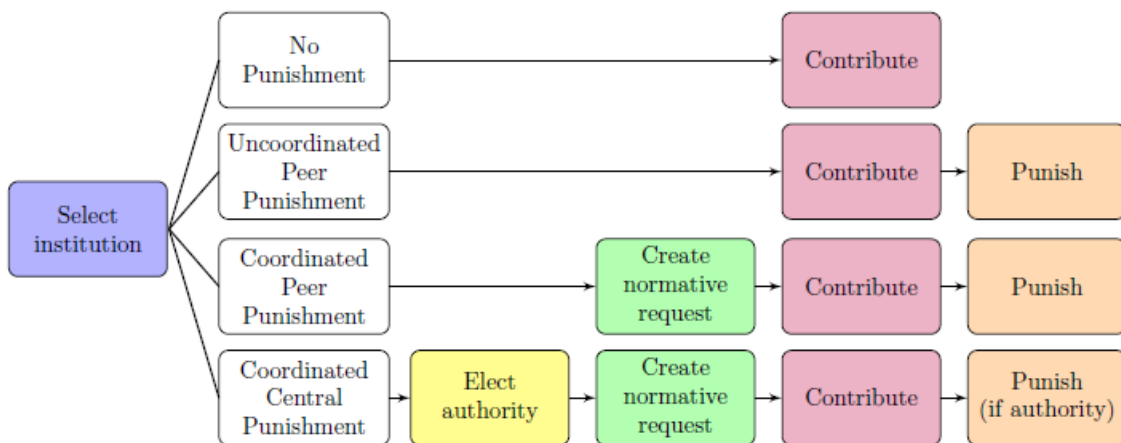 No
Punishment
Contribute
Uncoordinated
Peer
Punishment
Contribute
Punish
Select
institution
Coordinated
Peer
Punishment
Create
normative
request
Contribute
Punish
Coordinated
Central
Punishment
Elect
authority
Create
normative
request
Contribute
Punish
(if authority)